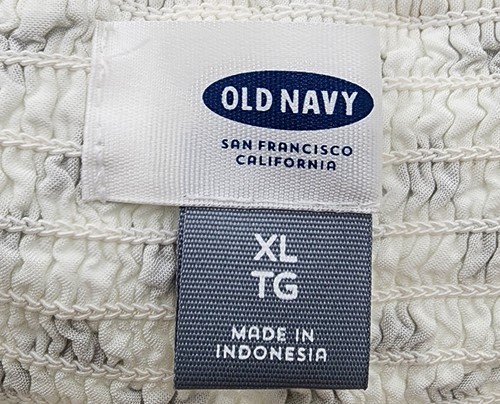 OLD NAVY
SAN FRANCISCO
CALIFORNIA
XL
TG
MADE IN
INDONESIA